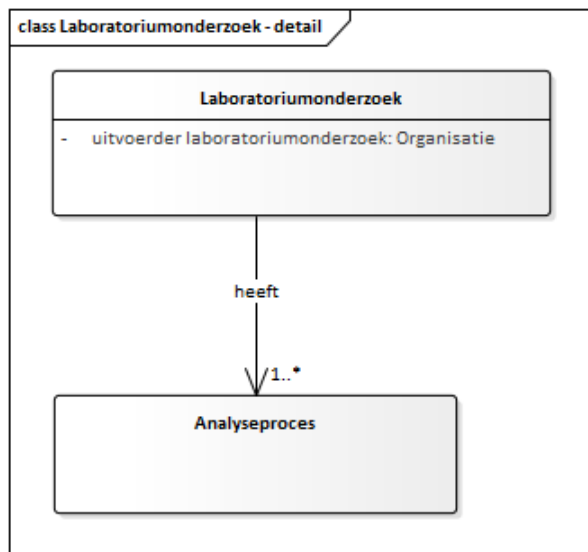 class Laboratoriumonderzoek - detail
Laboratoriumonderzoek
- uitvoerder laboratoriumonderzoek: Organisatie
heeft
1..*
Analyseproces